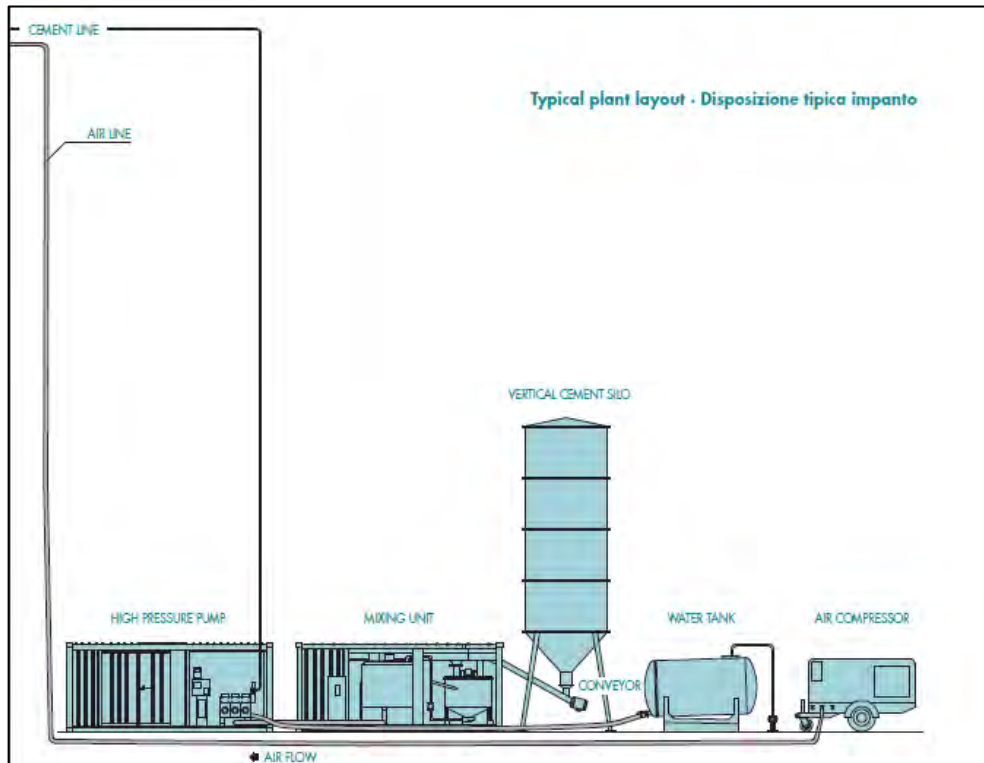 CEMENT LINE
Typical plant layout - Disposizione tipica impanto
AIR LINE
VERTICAL CEMENT SILO
HIGH PRESSURE PUMP
MIXING UNIT
WATER TANK
AIR COMPRESSOR
CONVEYOR
AIR FLOW